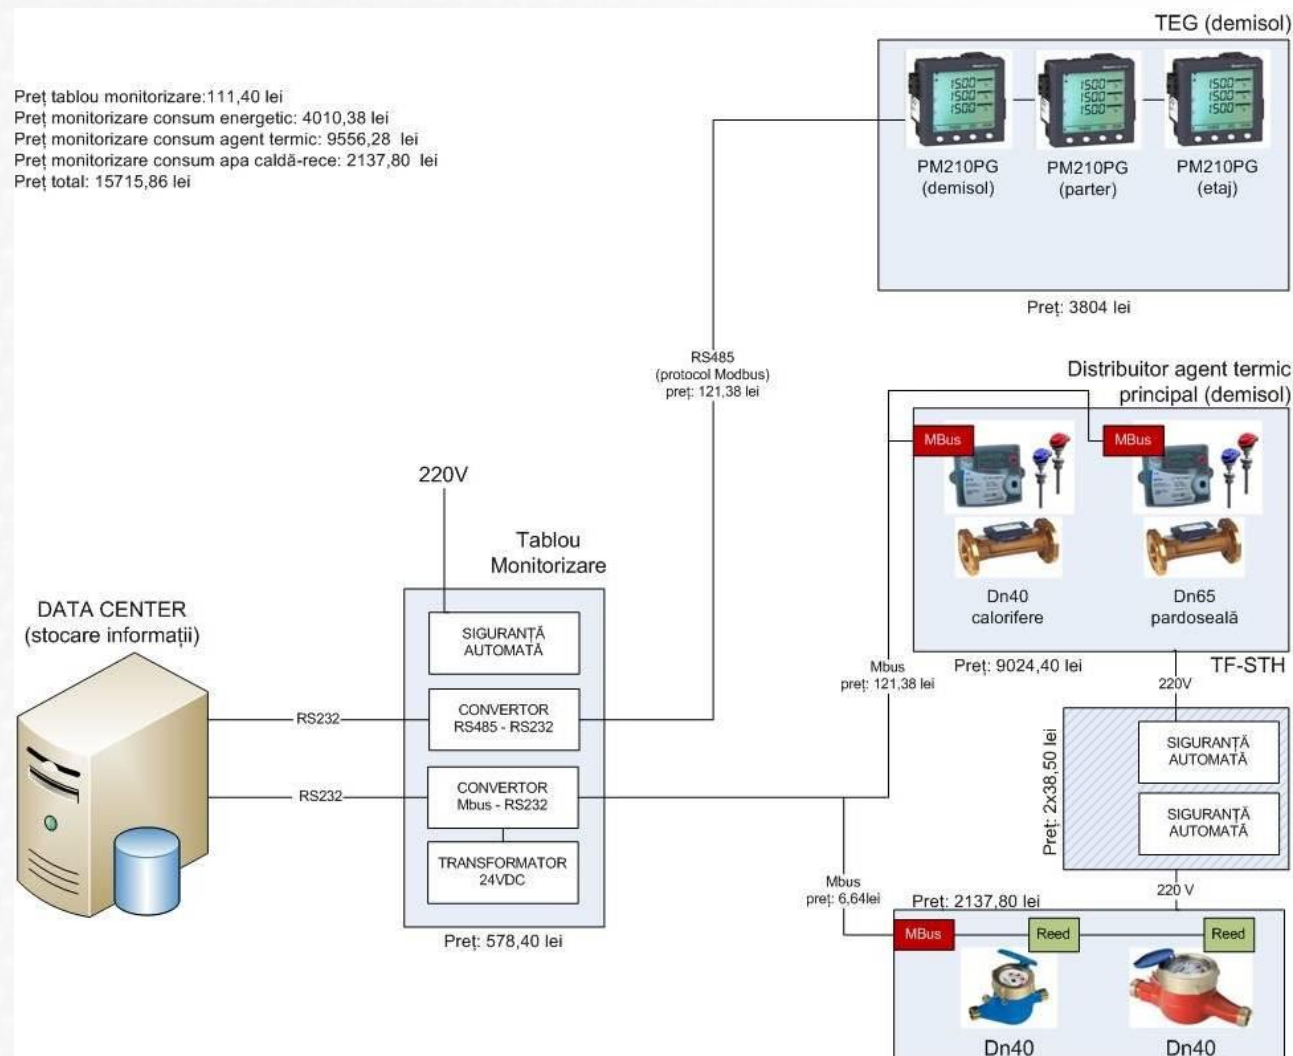 TEG (demisol)
Preț tablou monitorizare:111,40 lei
Preț monitorizare consum energetic: 4010,38 lei
Preț monitorizare consum agent termic: 9556,28 lei
Preț monitorizare consum apa caldă-rece: 2137,80 lei
Preț total: 15715,86 lei
1500
1500
1500
1500
1500
1500
1500
1500
1500
PM210PG
(demisol)
PM210PG
(parter)
PM210PG
(etaj)
Preț: 3804 lei
RS485
(protocol Modbus)
preț: 121,38 lei
Distribuitor agent termic
principal (demisol)
MBus
MBus
Dn40
calorifere
Dn65
pardoseală
Preț: 9024,40 lei
TF-STH
220V
Tablou
Monitorizare
DATA CENTER
(stocare informații)
SIGURANȚĂ
AUTOMATĂ
CONVERTOR
RS485 - RS232
CONVERTOR
Mbus - RS232
TRANSFORMATOR
24VDC
RS232
RS232
Preț: 578,40 lei
Mbus
preț: 121,38 lei
220V
Preț: 2x38,50 lei
SIGURANȚĂ
AUTOMATĂ
SIGURANȚĂ
AUTOMATĂ
220 V
Mbus
preț: 6,64lei
Preț: 2137,80 lei
MBus
Reed
Reed
Dn40
Dn40